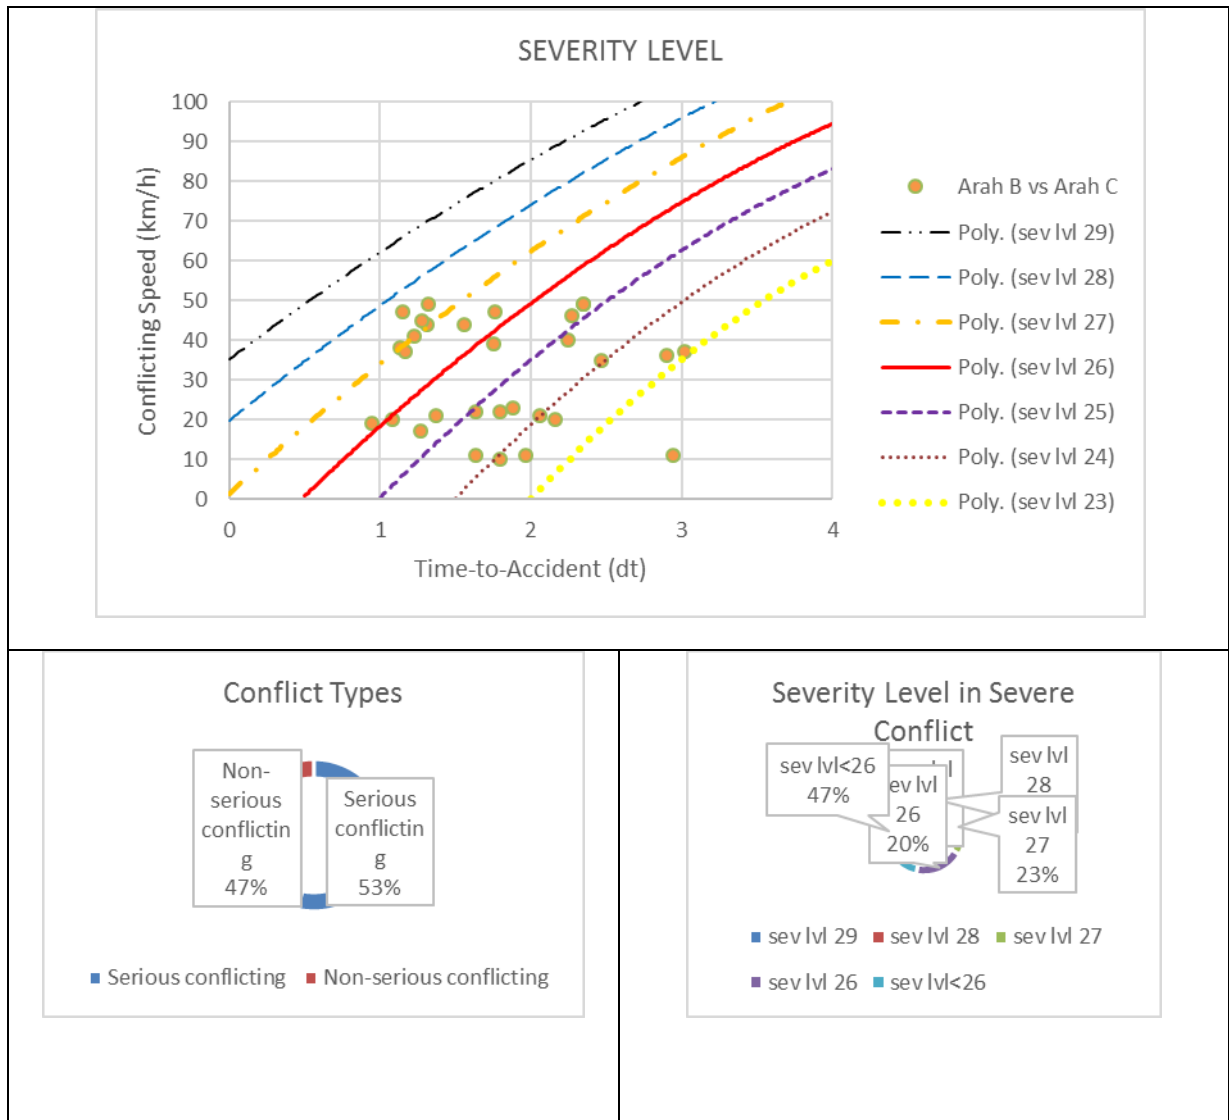 SEVERITY LEVEL
100
90
80
70
60
50
40
30
20
10
0
Conflicting Speed (km/h)
0 1 2 3 4
Time-to-Accident (dt)
Arah B vs Arah C
Poly. (sev lvl 29)
Poly. (sev lvl 28)
Poly. (sev lvl 27)
Poly. (sev lvl 26)
Poly. (sev lvl 25)
Poly. (sev lvl 24)
Poly. (sev lvl 23)
Conflict Types
Non-
serious
conflictin
g
47%
Serious
conflictin
g
53%
Serious conflicting Non-serious conflicting
Severity Level in Severe
Conflict
sev lvl<26
47%
sev lvl
26
20%
sev lvl
28
sev lvl
27
23%
sev lvl 29 sev lvl 28 sev lvl 27
sev lvl 26 sev lvl<26